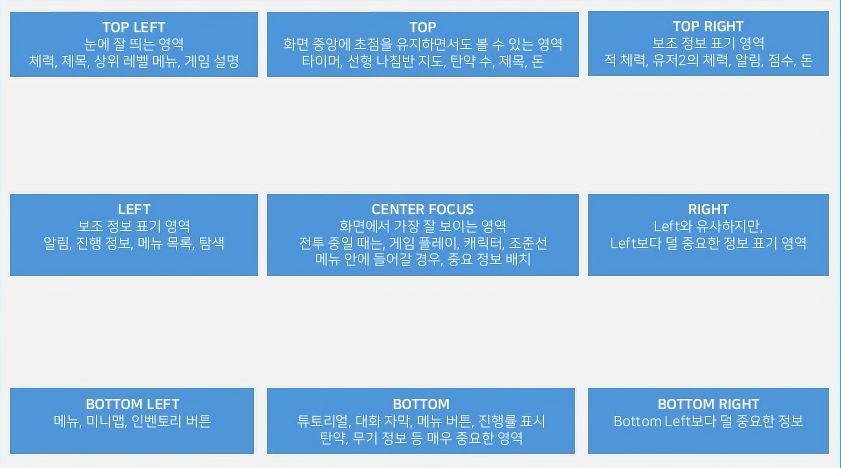 TOP LEFT
눈에 잘 띄는 영역
체력, 제목, 상위 레벨 메뉴, 게임 설명
TOP
화면 중앙에 초점을 유지하면서도 볼 수 있는 영역
타이머, 선형 나침반 지도, 탄약 수, 제목, 돈
TOP RIGHT
보조 정보 표기 영역
적 체력, 유저2의 체력, 알림, 점수, 돈
LEFT
보조 정보 표기 영역
알림, 진행 정보, 메뉴 목록, 탐색
CENTER FOCUS
화면에서 가장 잘 보이는 영역
전투 중일 때는, 게임 플레이, 캐릭터, 조준선
메뉴 안에 들어갈 경우, 중요 정보 배치
RIGHT
Left와 유사하지만,
Left보다 덜 중요한 정보 표기 영역
BOTTOM LEFT
메뉴, 미니맵, 인벤토리 버튼
BOTTOM
튜토리얼, 대화 자막, 메뉴 버튼, 진행률 표시
탄약, 무기 정보 등 매우 중요한 영역
BOTTOM RIGHT
Bottom Left보다 덜 중요한 정보